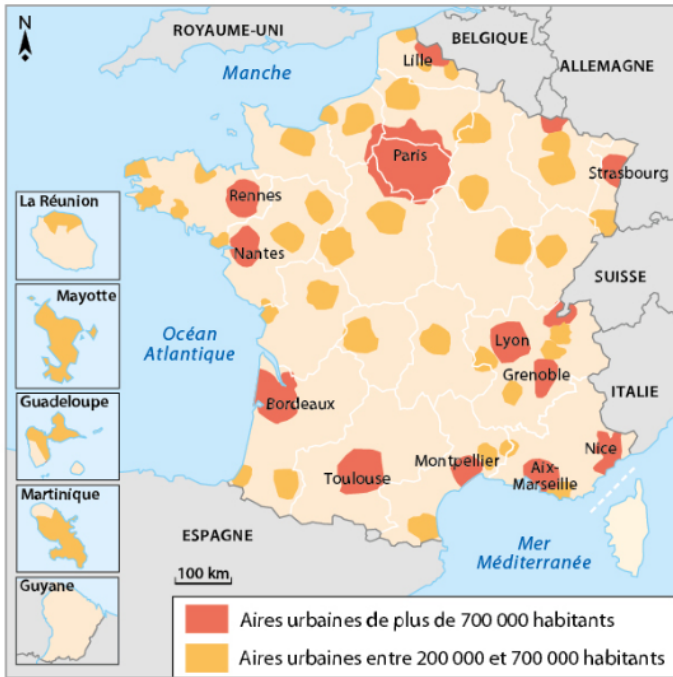 N
ROYAUME-UNI
BELGIQUE
ALLEMAGNE
Manche
Lille
Paris
Strasbourg
Rennes
Nantes
La Réunion
Mayotte
Guadeloupe
Martinique
Guyane
SUISSE
Océan
Atlantique
Lyon
Grenoble
ITALIE
Bordeaux
Toulouse
Montpellier
Aix-
Marseille
Nice
ESPAGNE
Mer
Méditerranée
100 km
Aires urbaines de plus de 700 000 habitants
Aires urbaines entre 200 000 et 700 000 habitants